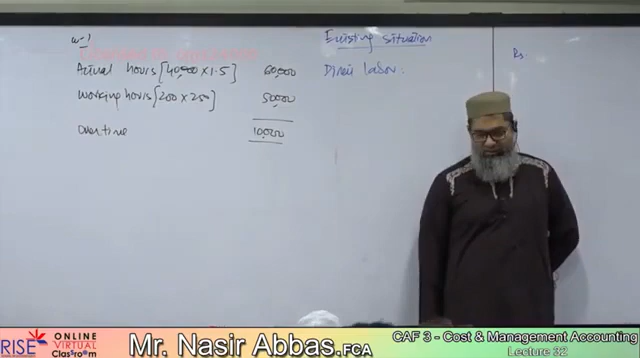 w-1
Actual hours [40,000 x 1.5] 60,000
Working hours [200 x 250] 50,000
Overtime 10,000
Existing situation
Rs.
Direct labor :
RISE ONLINE VIRTUAL Classroom
Mr. Nasir Abbas.FCA
CAF 3 - Cost & Management Accounting
Lecture 32